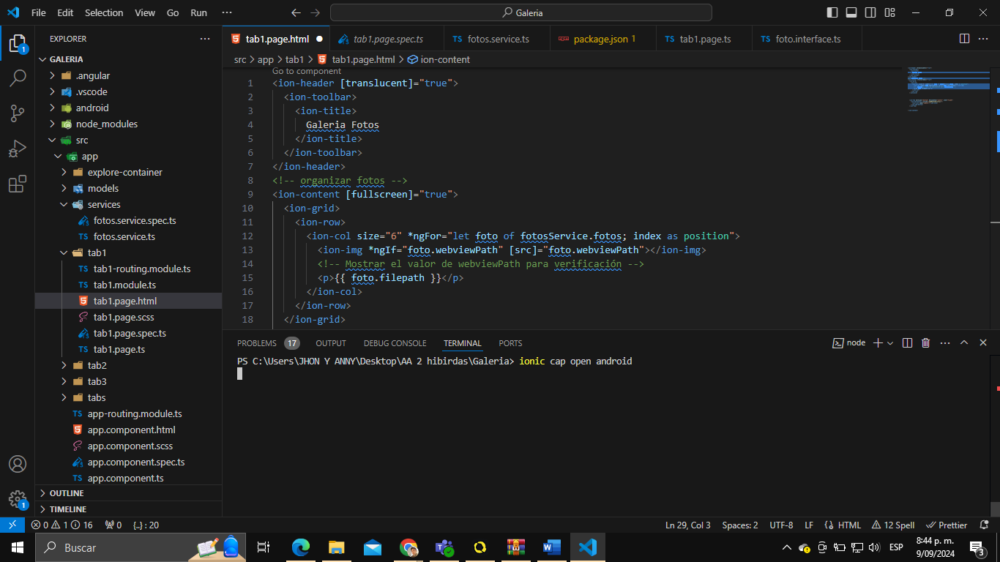 File Edit Selection View Go Run ··· Galeria
EXPLORER ···
GALERIA
.angular
.vscode
android
node_modules
src
app
explore-container
models
services
fotos.service.spec.ts
TS fotos.service.ts
tab1
TS tab1-routing.module.ts
TS tab1.module.ts
tab1.page.html
tab1.page.scss
tab1.page.spec.ts
TS tab1.page.ts
tab2
tab3
tabs
TS app-routing.module.ts
app.component.html
app.component.scss
app.component.spec.ts
TS app.component.ts
OUTLINE
TIMELINE
tab1.page.html tab1.page.spec.ts TS fotos.service.ts package.json 1 TS tab1.page.ts TS foto.interface.ts
src > app > tab1 > tab1.page.html > ion-content
Go to component
1 <ion-header [translucent]="true">
2 <ion-toolbar>
3 <ion-title>
4 Galeria Fotos
5 </ion-title>
6 </ion-toolbar>
7 </ion-header>
8 <!-- organizar fotos -->
9 <ion-content [fullscreen]="true">
10 <ion-grid>
11 <ion-row>
12 <ion-col size="6" *ngFor="let foto of fotosService.fotos; index as position">
13 <ion-img *ngIf="foto.webviewPath" [src]="foto.webviewPath"></ion-img>
14 <!-- Mostrar el valor de webviewPath para verificación -->
15 <p>{{ foto.filepath }}</p>
16 </ion-col>
17 </ion-row>
18 </ion-grid>
PROBLEMS 17 OUTPUT DEBUG CONSOLE TERMINAL PORTS node
PS C:\Users\JHON Y ANNY\Desktop\AA 2 hibirdas\Galeria> ionic cap open android
1
1
0 1 16 0 {..} : 20 Ln 29, Col 3 Spaces: 2 UTF-8 LF HTML 12 Spell Prettier
Buscar ESP 8:44 p. m.
9/09/2024 3